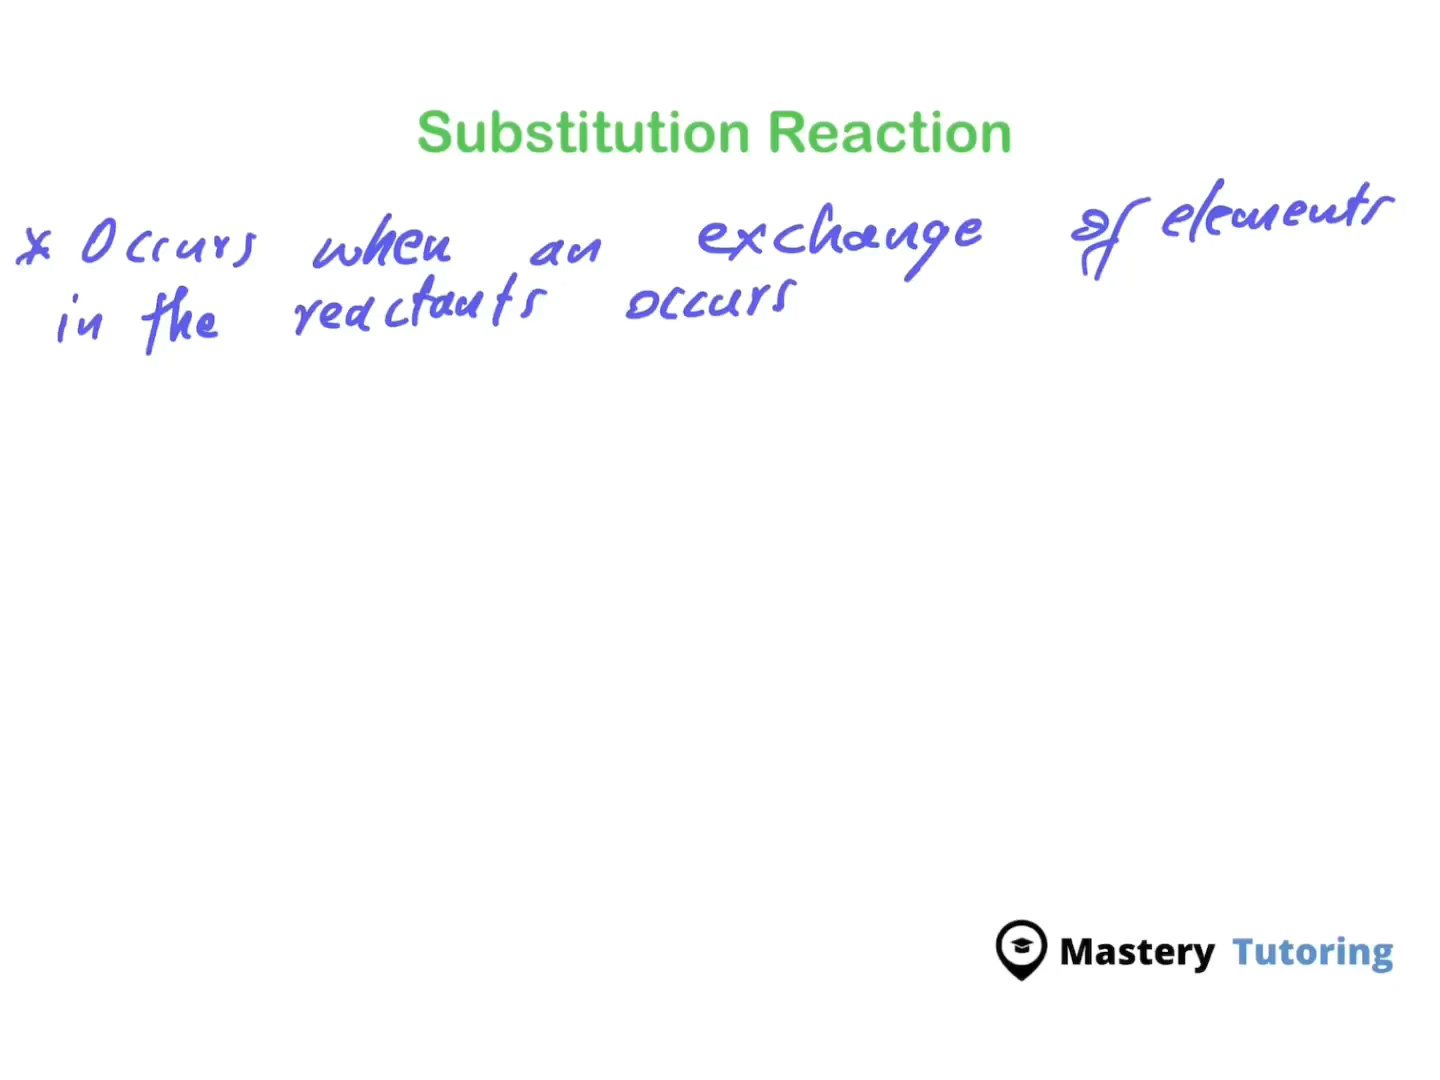 Substitution Reaction
* Occurs when an exchange of elements
in the reactants occurs
Mastery Tutoring